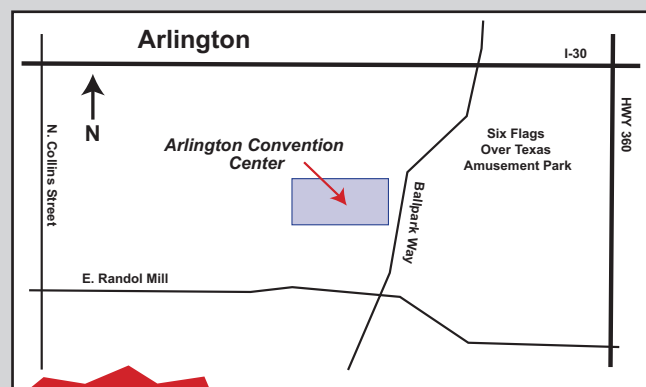 Arlington
I-30
N
N. Collins Street
HWY 360
Arlington Convention
Center
Six Flags
Over Texas
Amusement Park
Ballpark Way
E. Randol Mill